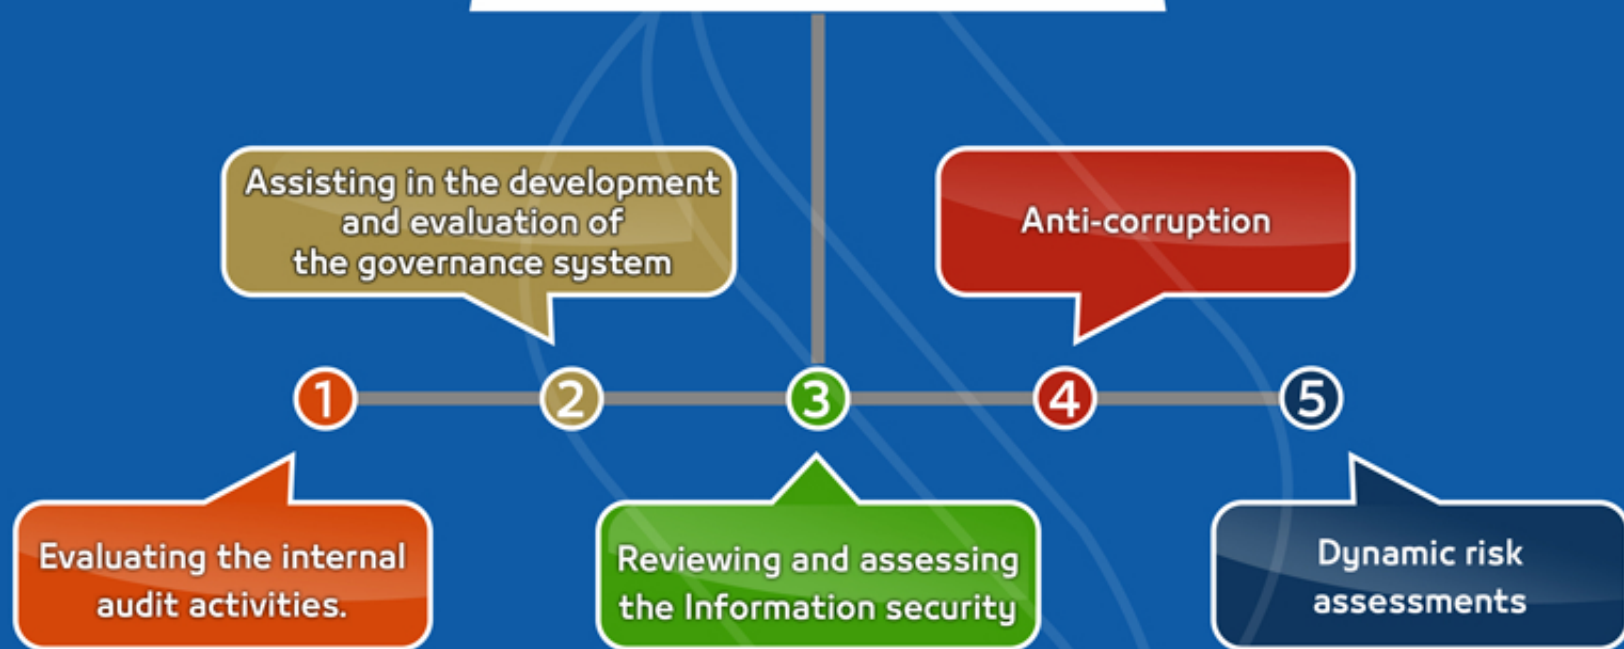 Assisting in the development
and evaluation of
the governance system
Anti-corruption
1
2
3
4
5
Evaluating the internal
audit activities.
Reviewing and assessing
the Information security
Dynamic risk
assessments